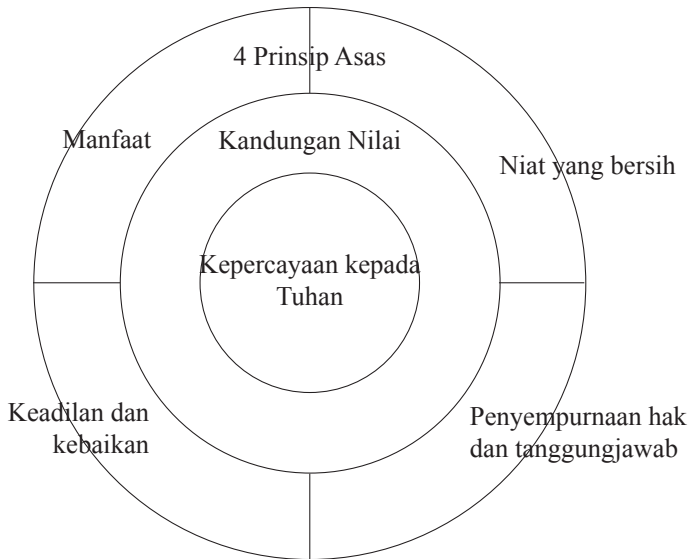 4 Prinsip Asas
Manfaat
Kandungan Nilai
Niat yang bersih
Kepercayaan kepada
Tuhan
Keadilan dan
kebaikan
Penyempurnaan hak
dan tanggungjawab